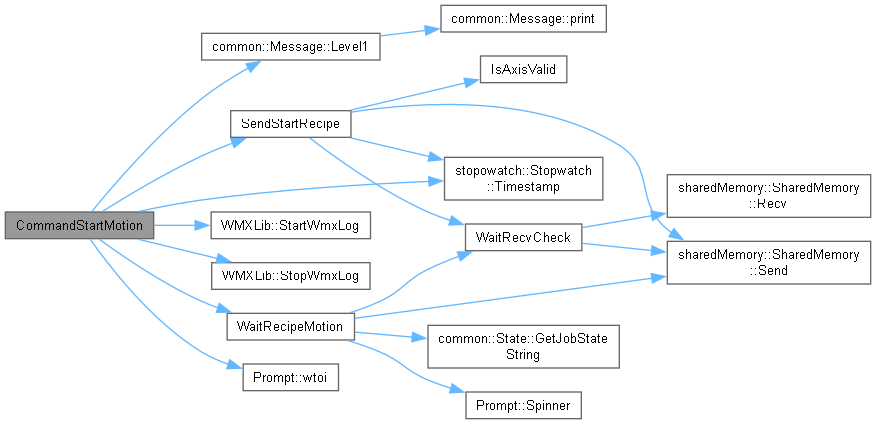 common::Message::print
common::Message::Level1
IsAxisValid
SendStartRecipe
stopowatch::Stopwatch
::Timestamp
sharedMemory::SharedMemory
::Recv
CommandStartMotion
WMXLib::StartWmxLog
WaitRecvCheck
sharedMemory::SharedMemory
::Send
WMXLib::StopWmxLog
WaitRecipeMotion
common::State::GetJobState
String
Prompt::wtoi
Prompt::Spinner